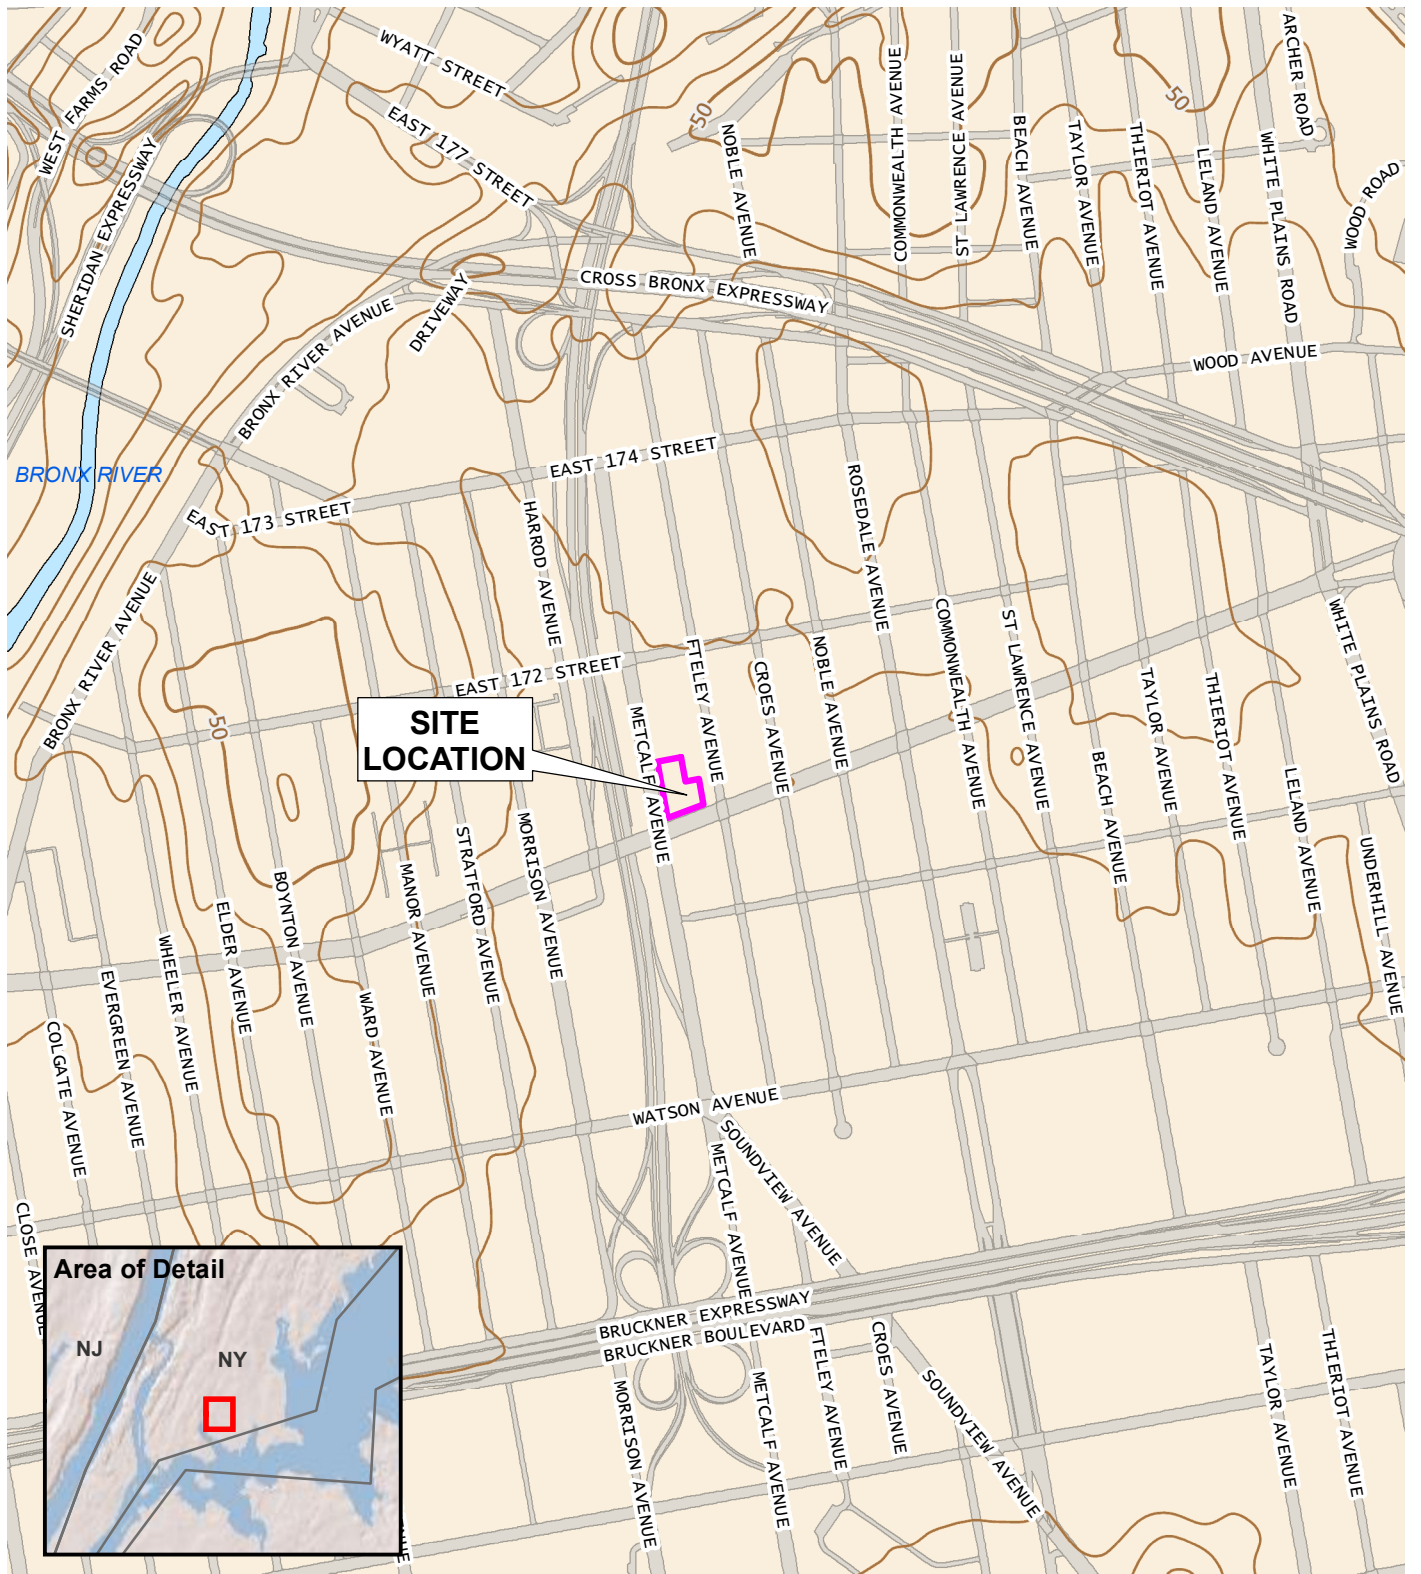 WYATT STREET
WEST FARMS ROAD
EAST 177 STREET
SHERIDAN EXPRESSWAY
50
NOBLE AVENUE
COMMONWEALTH AVENUE
ST LAWRENCE AVENUE
BEACH AVENUE
TAYLOR AVENUE
THIERIOT AVENUE
50
LELAND AVENUE
WHITE PLAINS ROAD
ARCHER ROAD
WOOD ROAD
CROSS BRONX EXPRESSWAY
DRIVEWAY
BRONX RIVER AVENUE
WOOD AVENUE
EAST 174 STREET
BRONX RIVER
EAST 173 STREET
HARROD AVENUE
ROSEDALE AVENUE
BRONX RIVER AVENUE
COMMONWEALTH AVENUE
ST LAWRENCE AVENUE
WHITE PLAINS ROAD
EAST 172 STREET
FTELEY AVENUE
CROES AVENUE
NOBLE AVENUE
TAYLOR AVENUE
THIERIOT AVENUE
50
SITE
LOCATION
METCALF AVENUE
BEACH AVENUE
LELAND AVENUE
UNDERHILL AVENUE
MORRISON AVENUE
STRATFORD AVENUE
MANOR AVENUE
BOYNTON AVENUE
ELDER AVENUE
WHEELER AVENUE
EVERGREEN AVENUE
WARD AVENUE
COLGATE AVENUE
WATSON AVENUE
SOUNDVIEW AVENUE
METCALF AVENUE
CLOSE AVENUE
BRUCKNER EXPRESSWAY
BRUCKNER BOULEVARD
FTELEY AVENUE
CROES AVENUE
SOUNDVIEW AVENUE
METCALF AVENUE
MORRISON AVENUE
TAYLOR AVENUE
THIERIOT AVENUE
Area of Detail
NJ
NY